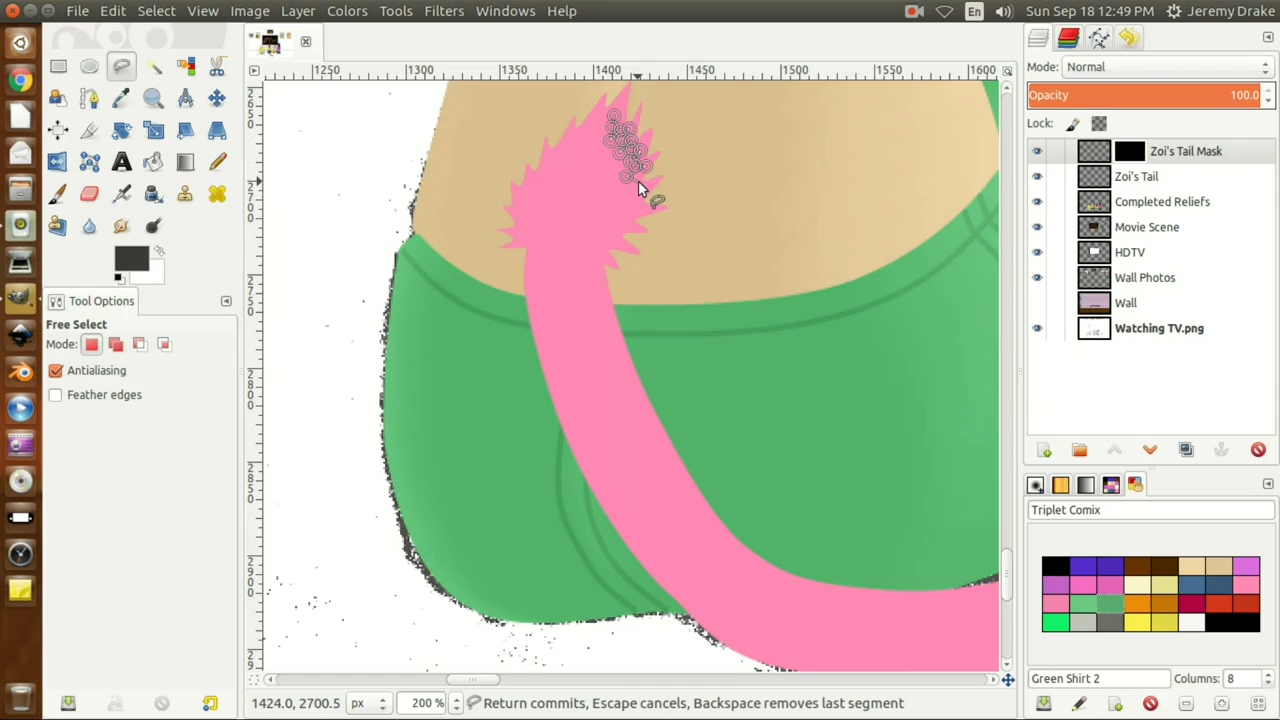 File Edit Select View Image Layer Colors Tools Filters Windows Help
En Sun Sep 18 12:49 PM Jeremy Drake
1250 1300 1350 1400 1450 1500 1550 1600
Mode: Normal
Opacity 100.0
Lock:
Zoi's Tail Mask
Zoi's Tail
Completed Reliefs
Movie Scene
HDTV
Wall Photos
Wall
Watching TV.png
Tool Options
Free Select
Mode:
Antialiasing
Feather edges
Triplet Comix
Green Shirt 2 Columns: 8
1424.0, 2700.5 px 200 % Return commits, Escape cancels, Backspace removes last segment